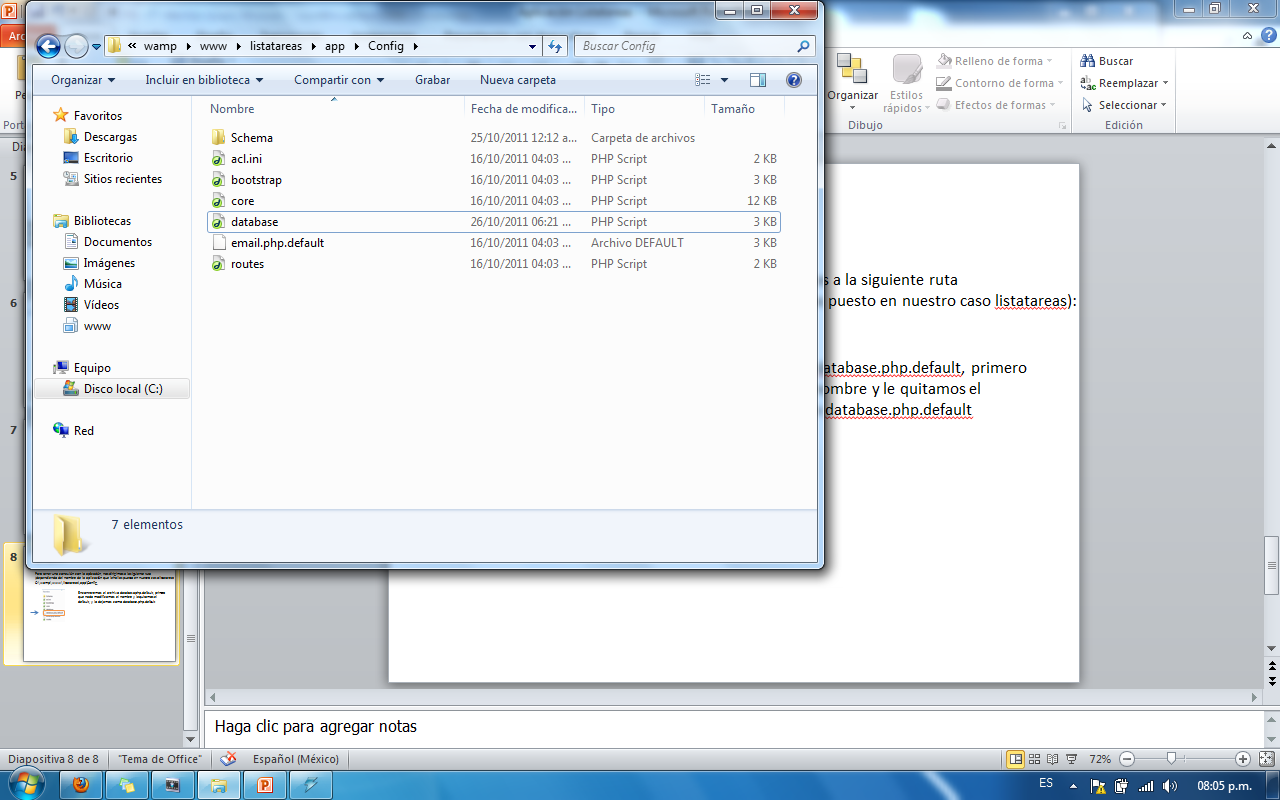 « wamp ▸ www ▸ listatareas ▸ app ▸ Config ▸
Buscar Config
Organizar
Incluir en biblioteca
Compartir con
Grabar
Nueva carpeta
Nombre
Fecha de modifica...
Tipo
Tamaño
Favoritos
Descargas
Escritorio
Sitios recientes
Bibliotecas
Documentos
Imágenes
Música
Vídeos
www
Equipo
Disco local (C:)
Red
Schema 25/10/2011 12:12 a... Carpeta de archivos
acl.ini 16/10/2011 04:03 ... PHP Script 2 KB
bootstrap 16/10/2011 04:03 ... PHP Script 3 KB
core 16/10/2011 04:03 ... PHP Script 12 KB
database 26/10/2011 06:21 ... PHP Script 3 KB
email.php.default 16/10/2011 04:03 ... Archivo DEFAULT 3 KB
routes 16/10/2011 04:03 ... PHP Script 2 KB
7 elementos
Organizar
Estilos
rápidos
Relleno de forma
Contorno de forma
Efectos de formas
Dibujo
Buscar
Reemplazar
Seleccionar
Edición
5
6
7
8
s a la siguiente ruta
puesto en nuestro caso listatareas):
atabase.php.default, primero
ombre y le quitamos el
database.php.default
Haga clic para agregar notas
Diapositiva 8 de 8
"Tema de Office"
Español (México)
72%
ES
08:05 p.m.